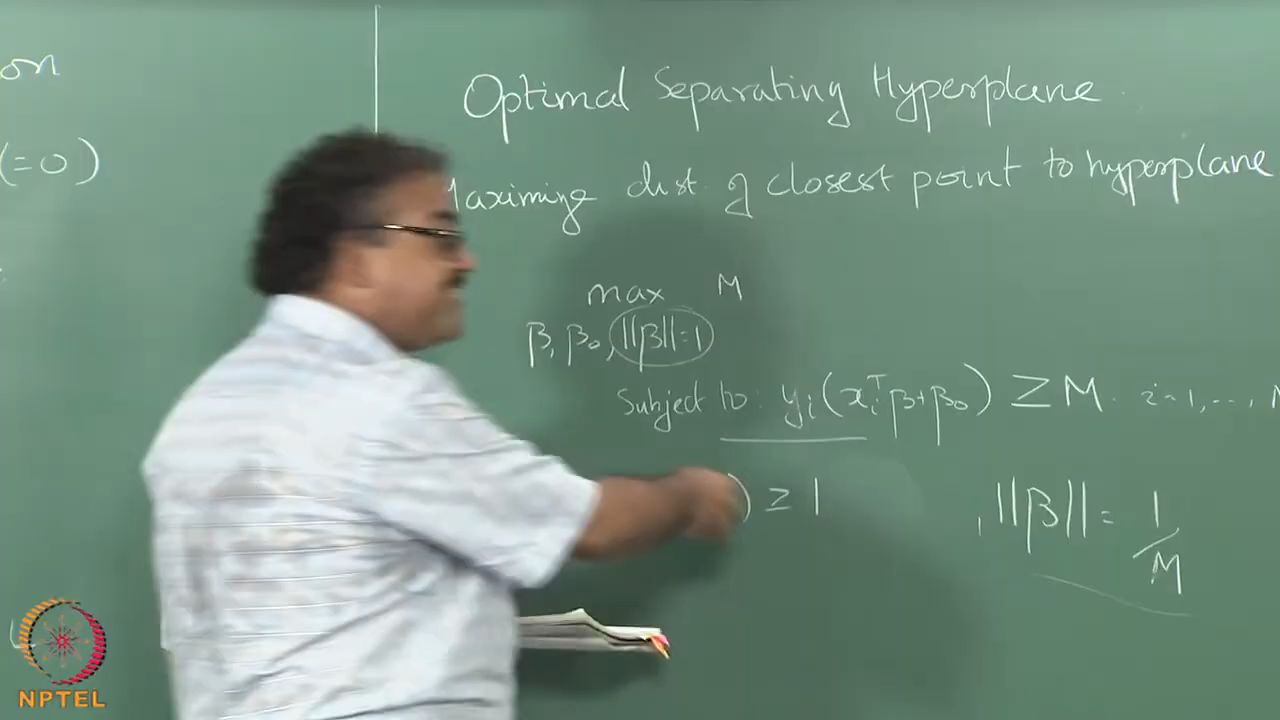 on
(=0)
Optimal Separating Hyperplane
Maximize dist. of closest point to hyperplane
max M
β, β₀, ||β||=1
Subject to: yᵢ(xᵢᵀβ+β₀) ≥ M. i=1,...,
) ≥ 1
, ||β|| = 1/M
NPTEL